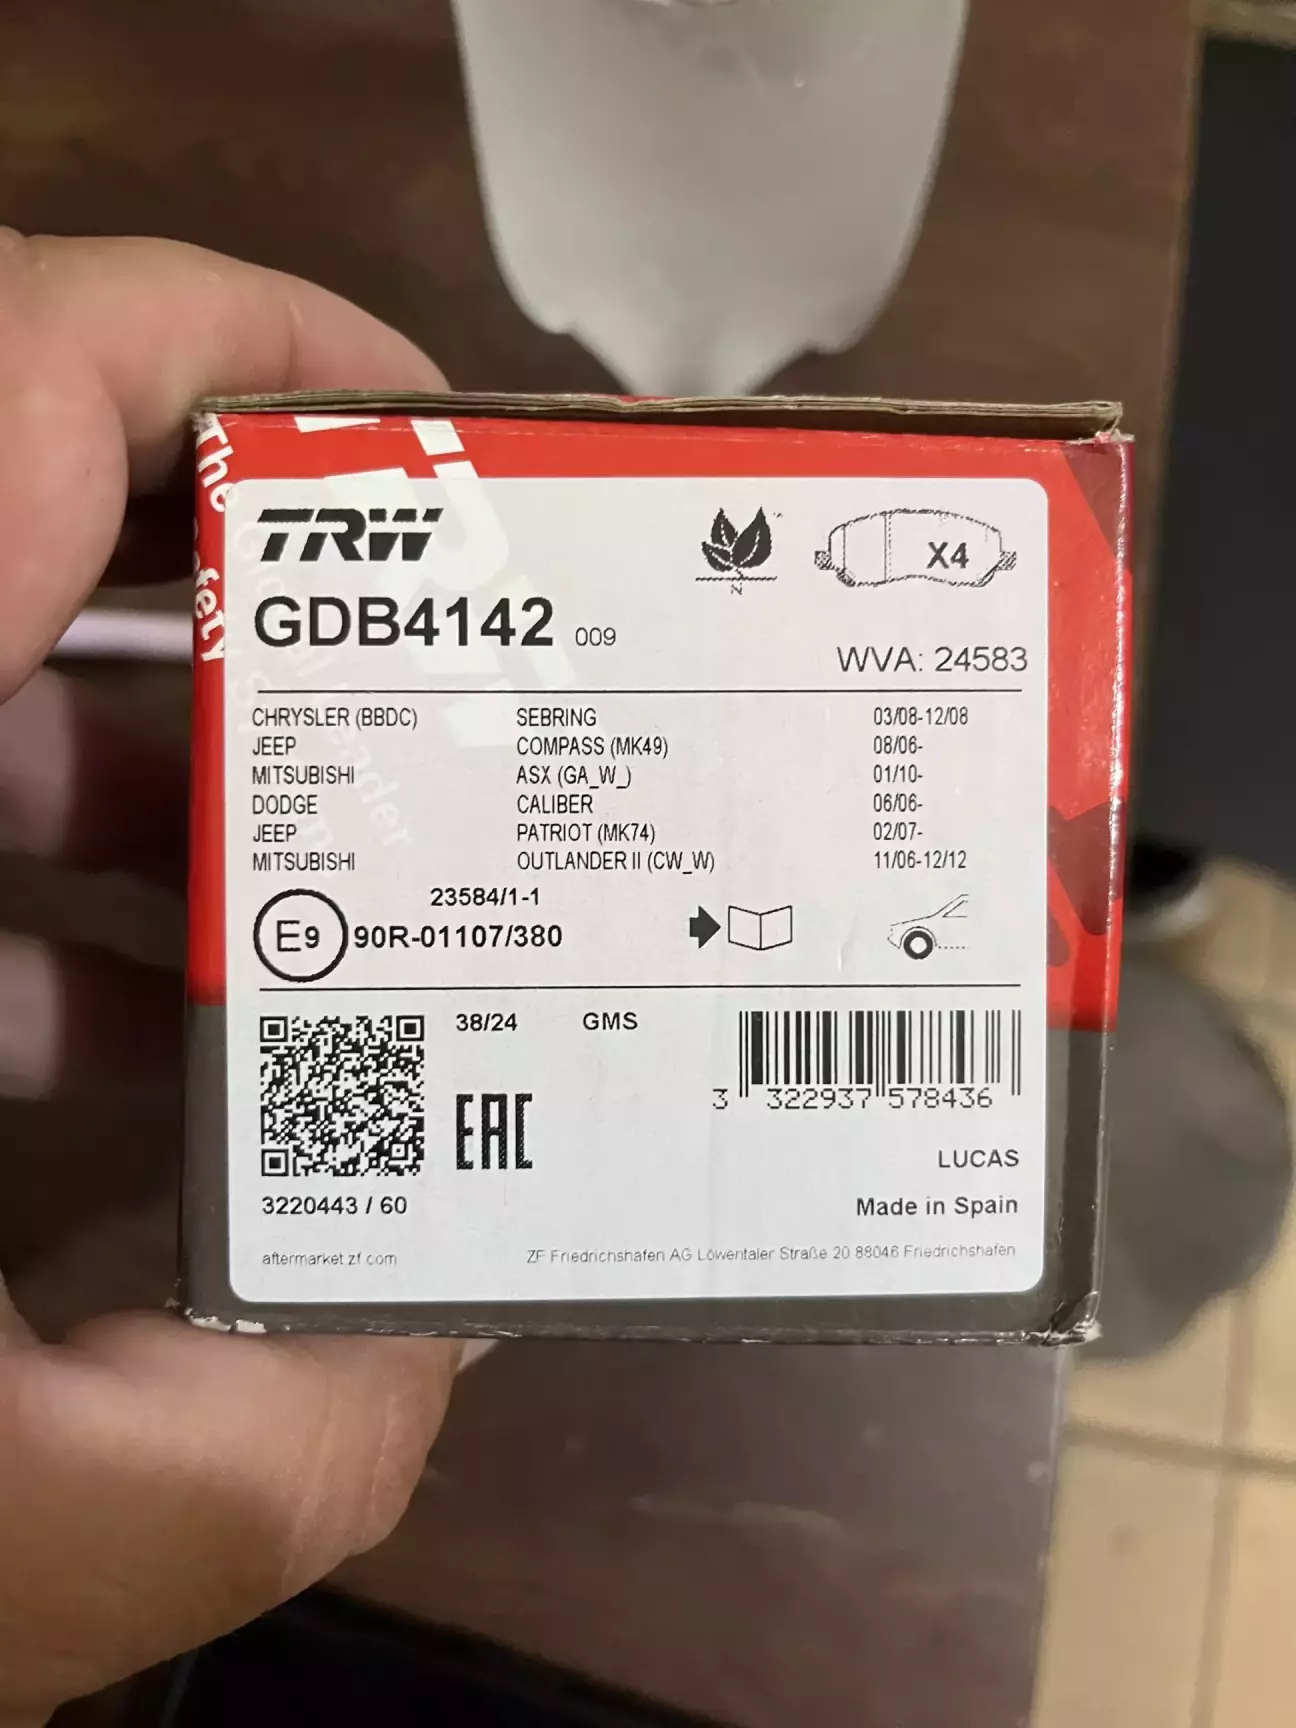 The
Safety
TRW
X4
GDB4142 009
WVA: 24583
CHRYSLER (BBDC) SEBRING 03/08-12/08
JEEP COMPASS (MK49) 08/06-
MITSUBISHI ASX (GA_W_) 01/10-
DODGE CALIBER 06/06-
JEEP PATRIOT (MK74) 02/07-
MITSUBISHI OUTLANDER II (CW_W) 11/06-12/12
23584/1-1
E9 90R-01107/380
38/24 GMS
3 322937 578436
EAC
LUCAS
3220443 / 60 Made in Spain
aftermarket.zf.com ZF Friedrichshafen AG Löwentaler Straße 20 88046 Friedrichshafen